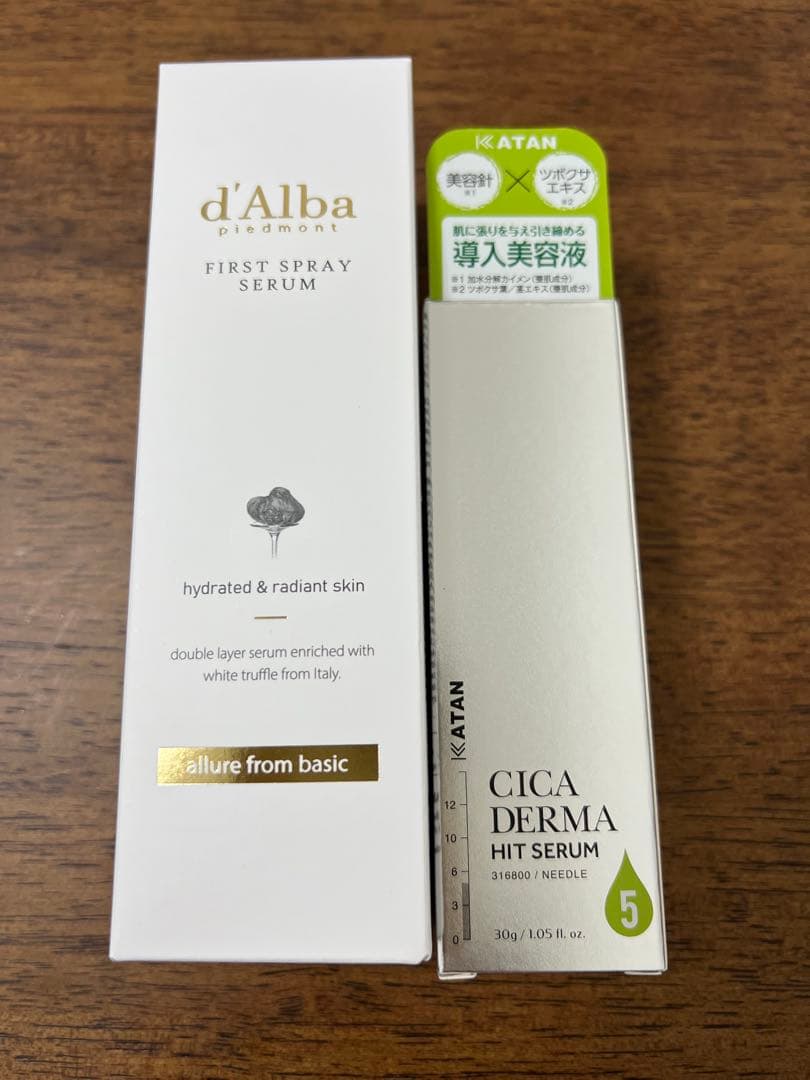 d'Alba
piedmont
FIRST SPRAY
SERUM
hydrated & radiant skin
double layer serum enriched with
white truffle from Italy.
allure from basic
KATAN
美容針
※1
×
ツボクサ
エキス
※2
肌に張りを与え引き締める
導入美容液
※1 加水分解カイメン(整肌成分)
※2 ツボクサ葉/茎エキス(整肌成分)
KATAN
12
10
6
3
0
CICA
DERMA
HIT SERUM
316800 / NEEDLE
5
30g / 1.05 fl. oz.